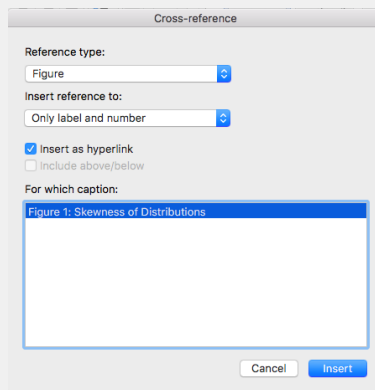 Cross-reference
Reference type:
Figure
Insert reference to:
Only label and number
Insert as hyperlink
Include above/below
For which caption:
Figure 1: Skewness of Distributions
Cancel
Insert